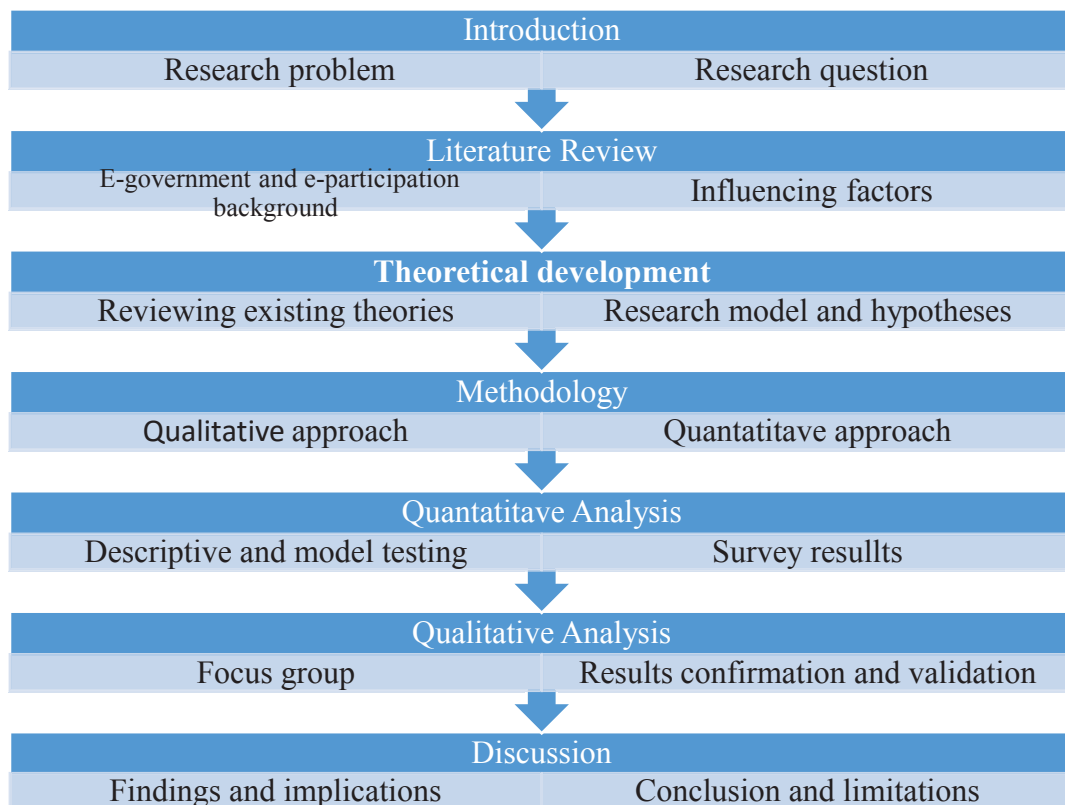 Introduction
Research problem
Research question
Literature Review
E-government and e-participation
background
Influencing factors
Theoretical development
Reviewing existing theories
Research model and hypotheses
Methodology
Qualitative approach
Quantatitave approach
Quantatitave Analysis
Descriptive and model testing
Survey resullts
Qualitative Analysis
Focus group
Results confirmation and validation
Discussion
Findings and implications
Conclusion and limitations